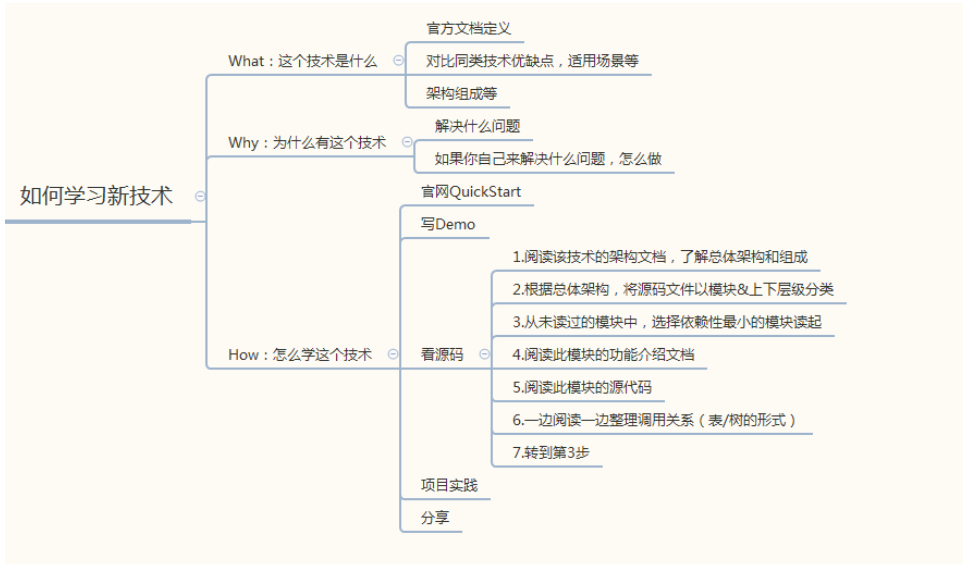 如何学习新技术
What：这个技术是什么
官方文档定义
对比同类技术优缺点，适用场景等
架构组成等
Why：为什么有这个技术
解决什么问题
如果你自己来解决什么问题，怎么做
How：怎么学这个技术
官网QuickStart
写Demo
看源码
1.阅读该技术的架构文档，了解总体架构和组成
2.根据总体架构，将源码文件以模块&上下层级分类
3.从未读过的模块中，选择依赖性最小的模块读起
4.阅读此模块的功能介绍文档
5.阅读此模块的源代码
6.一边阅读一边整理调用关系（表/树的形式）
7.转到第3步
项目实践
分享